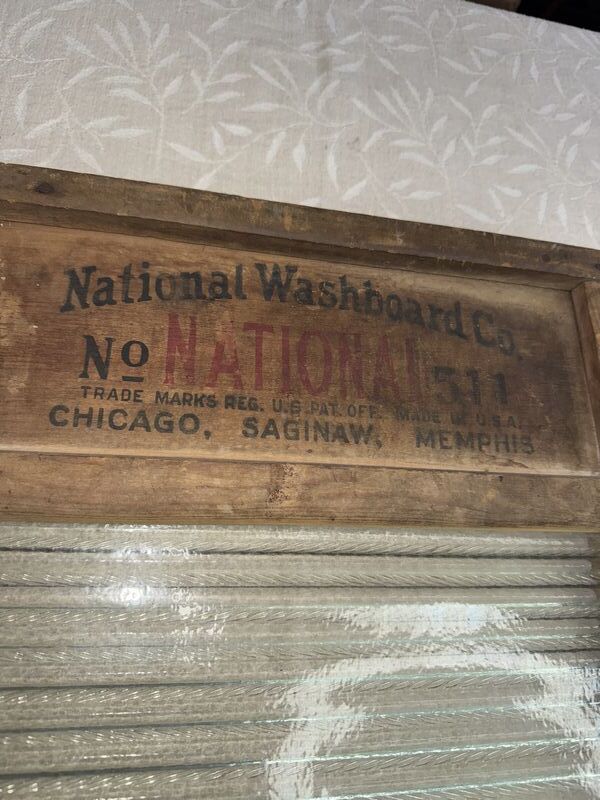 National Washboard Co.
No NATIONAL 511
TRADE MARKS REG. U.S. PAT. OFF. MADE IN U.S.A.
CHICAGO, SAGINAW, MEMPHIS